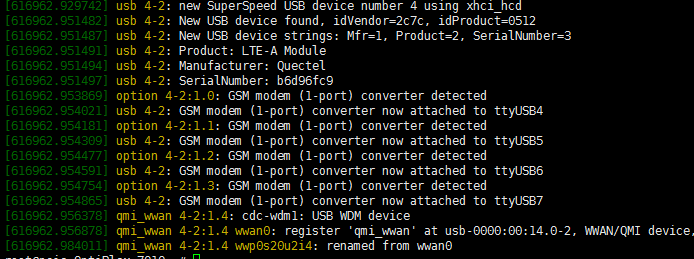 [616962.929742] usb 4-2: new SuperSpeed USB device number 4 using xhci_hcd
[616962.951482] usb 4-2: New USB device found, idVendor=2c7c, idProduct=0512
[616962.951487] usb 4-2: New USB device strings: Mfr=1, Product=2, SerialNumber=3
[616962.951491] usb 4-2: Product: LTE-A Module
[616962.951494] usb 4-2: Manufacturer: Quectel
[616962.951497] usb 4-2: SerialNumber: b6d96fc9
[616962.953869] option 4-2:1.0: GSM modem (1-port) converter detected
[616962.954021] usb 4-2: GSM modem (1-port) converter now attached to ttyUSB4
[616962.954181] option 4-2:1.1: GSM modem (1-port) converter detected
[616962.954309] usb 4-2: GSM modem (1-port) converter now attached to ttyUSB5
[616962.954477] option 4-2:1.2: GSM modem (1-port) converter detected
[616962.954591] usb 4-2: GSM modem (1-port) converter now attached to ttyUSB6
[616962.954754] option 4-2:1.3: GSM modem (1-port) converter detected
[616962.954865] usb 4-2: GSM modem (1-port) converter now attached to ttyUSB7
[616962.956378] qmi_wwan 4-2:1.4: cdc-wdm1: USB WDM device
[616962.956878] qmi_wwan 4-2:1.4 wwan0: register 'qmi_wwan' at usb-0000:00:14.0-2, WWAN/QMI device,
[616962.984011] qmi_wwan 4-2:1.4 wwp0s20u2i4: renamed from wwan0